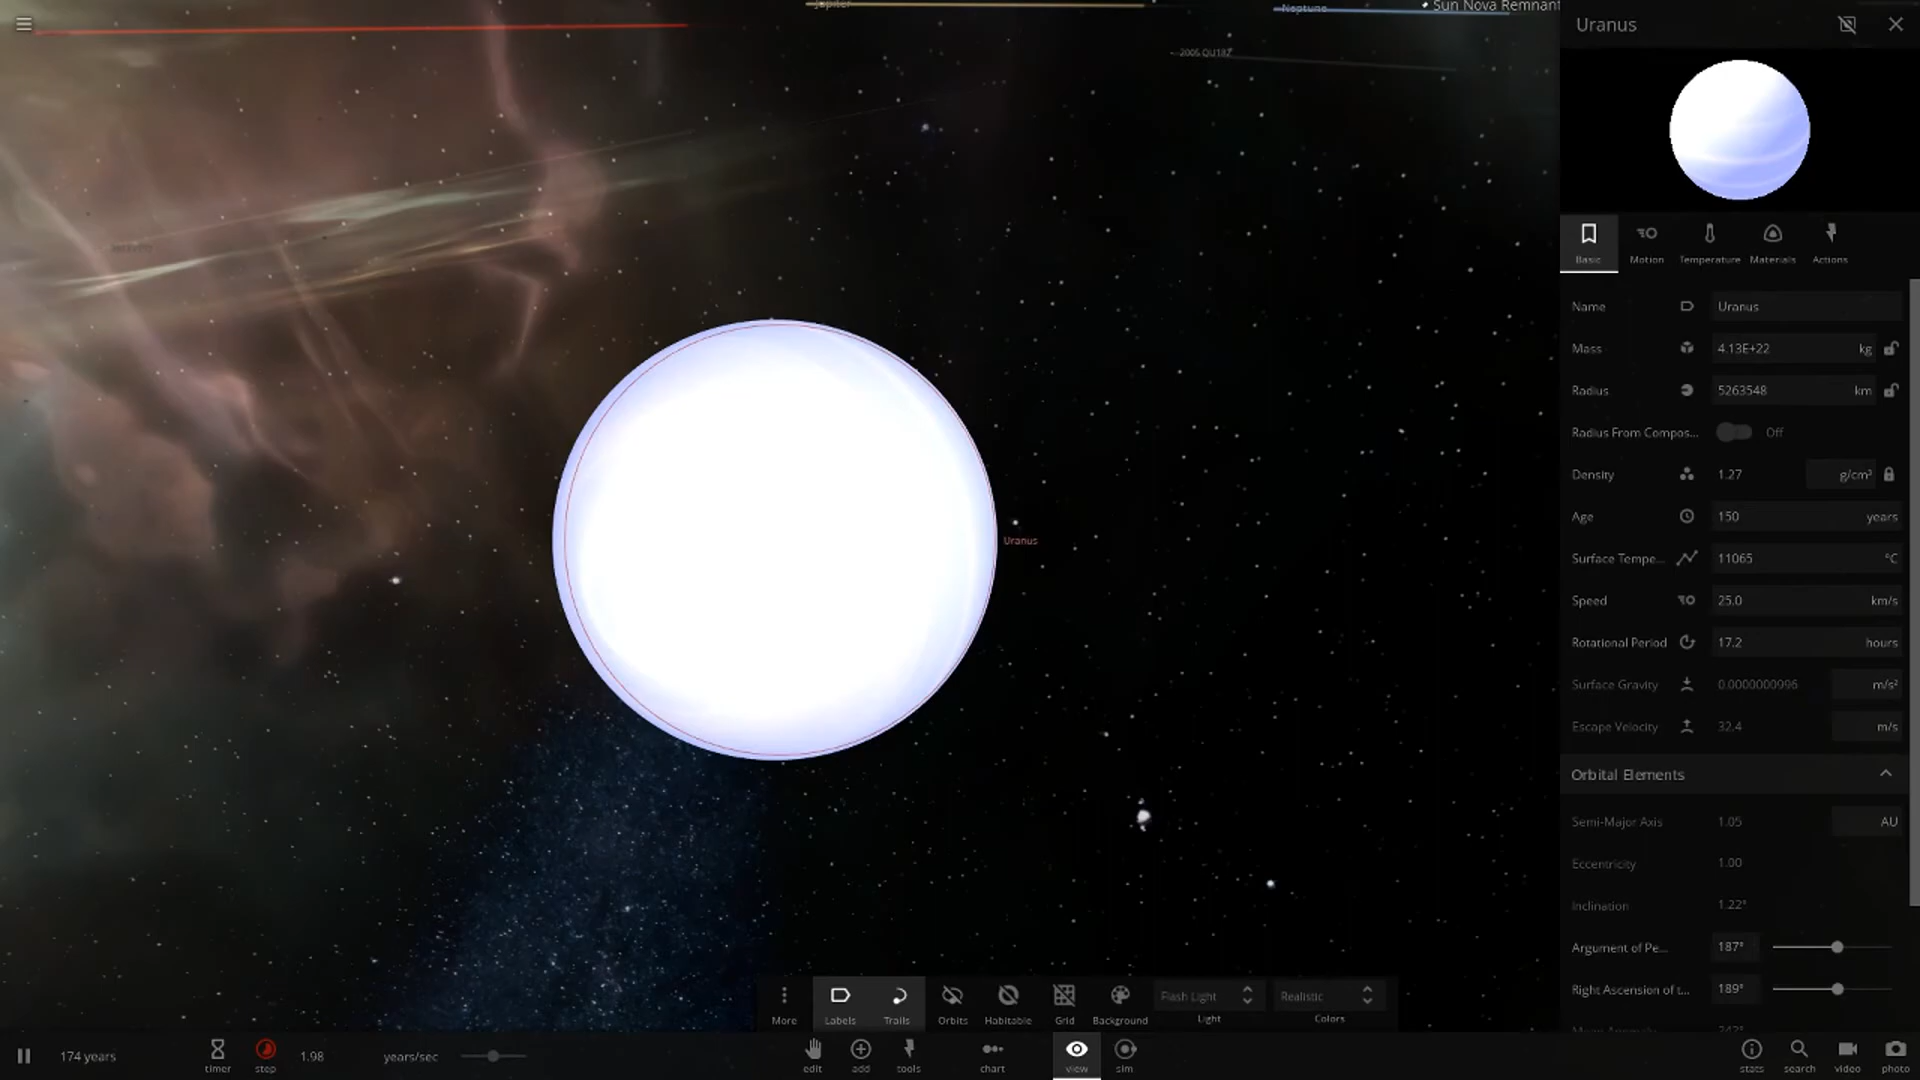 Jupiter
Neptune
Sun Nova Remnant
2005 QU182
Uranus
Uranus
Basic
Motion
Temperature
Materials
Actions
Name
Uranus
Mass
4.13E+22
kg
Radius
5263548
km
Radius From Compos...
Off
Density
1.27
g/cm³
Age
150
years
Surface Tempe...
11065
°C
Speed
25.0
km/s
Rotational Period
17.2
hours
Surface Gravity
0.0000000996
m/s²
Escape Velocity
32.4
m/s
Orbital Elements
Semi-Major Axis
1.05
AU
Eccentricity
1.00
Inclination
1.22°
Argument of Pe...
187°
Right Ascension of t...
189°
More
Labels
Trails
Orbits
Habitable
Grid
Background
Flash Light
Light
Realistic
Colors
174 years
timer
step
1.98
years/sec
edit
add
tools
chart
view
sim
stats
search
video
photo